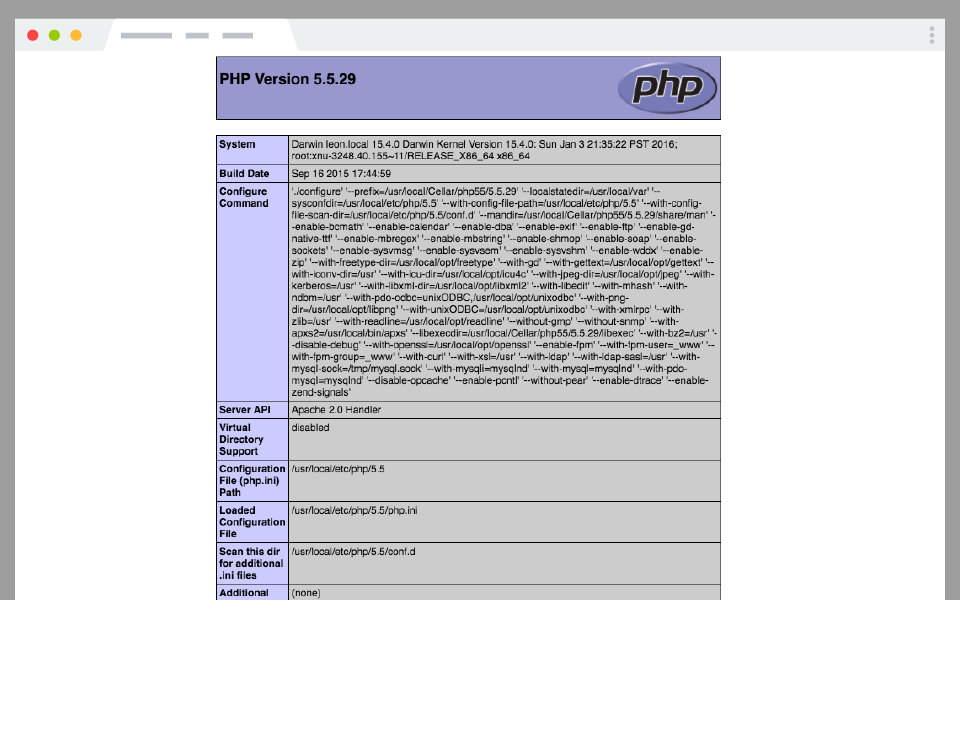 PHP Version 5.5.29
php
System
Darwin leon.local 15.4.0 Darwin Kernel Version 15.4.0: Sun Jan 3 21:35:22 PST 2016;
root:xnu-3248.40.155~11/RELEASE_X86_64 x86_64
Build Date
Sep 16 2015 17:44:59
Configure
Command
'./configure' '--prefix=/usr/local/Cellar/php55/5.5.29' '--localstatedir=/usr/local/var' '--
sysconfdir=/usr/local/etc/php/5.5' '--with-config-file-path=/usr/local/etc/php/5.5' '--with-config-
file-scan-dir=/usr/local/etc/php/5.5/conf.d' '--mandir=/usr/local/Cellar/php55/5.5.29/share/man' '-
-enable-bcmath' '--enable-calendar' '--enable-dba' '--enable-exif' '--enable-ftp' '--enable-gd-
native-ttf' '--enable-mbregex' '--enable-mbstring' '--enable-shmop' '--enable-soap' '--enable-
sockets' '--enable-sysvmsg' '--enable-sysvsem' '--enable-sysvshm' '--enable-wddx' '--enable-
zip' '--with-freetype-dir=/usr/local/opt/freetype' '--with-gd' '--with-gettext=/usr/local/opt/gettext' '--
with-iconv-dir=/usr' '--with-icu-dir=/usr/local/opt/icu4c' '--with-jpeg-dir=/usr/local/opt/jpeg' '--with-
kerberos=/usr' '--with-libxml-dir=/usr/local/opt/libxml2' '--with-libedit' '--with-mhash' '--with-
ndbm=/usr' '--with-pdo-odbc=unixODBC,/usr/local/opt/unixodbc' '--with-png-
dir=/usr/local/opt/libpng' '--with-unixODBC=/usr/local/opt/unixodbc' '--with-xmlrpc' '--with-
zlib=/usr' '--with-readline=/usr/local/opt/readline' '--without-gmp' '--without-snmp' '--with-
apxs2=/usr/local/bin/apxs' '--libexecdir=/usr/local/Cellar/php55/5.5.29/libexec' '--with-bz2=/usr' '-
-disable-debug' '--with-openssl=/usr/local/opt/openssl' '--enable-fpm' '--with-fpm-user=_www' '--
with-fpm-group=_www' '--with-curl' '--with-xsl=/usr' '--with-ldap' '--with-ldap-sasl=/usr' '--with-
mysql-sock=/tmp/mysql.sock' '--with-mysqli=mysqlnd' '--with-mysql=mysqlnd' '--with-pdo-
mysql=mysqlnd' '--disable-opcache' '--enable-pcntl' '--without-pear' '--enable-dtrace' '--enable-
zend-signals'
Server API
Apache 2.0 Handler
Virtual
Directory
Support
disabled
Configuration
File (php.ini)
Path
/usr/local/etc/php/5.5
Loaded
Configuration
File
/usr/local/etc/php/5.5/php.ini
Scan this dir
for additional
.ini files
/usr/local/etc/php/5.5/conf.d
Additional
(none)